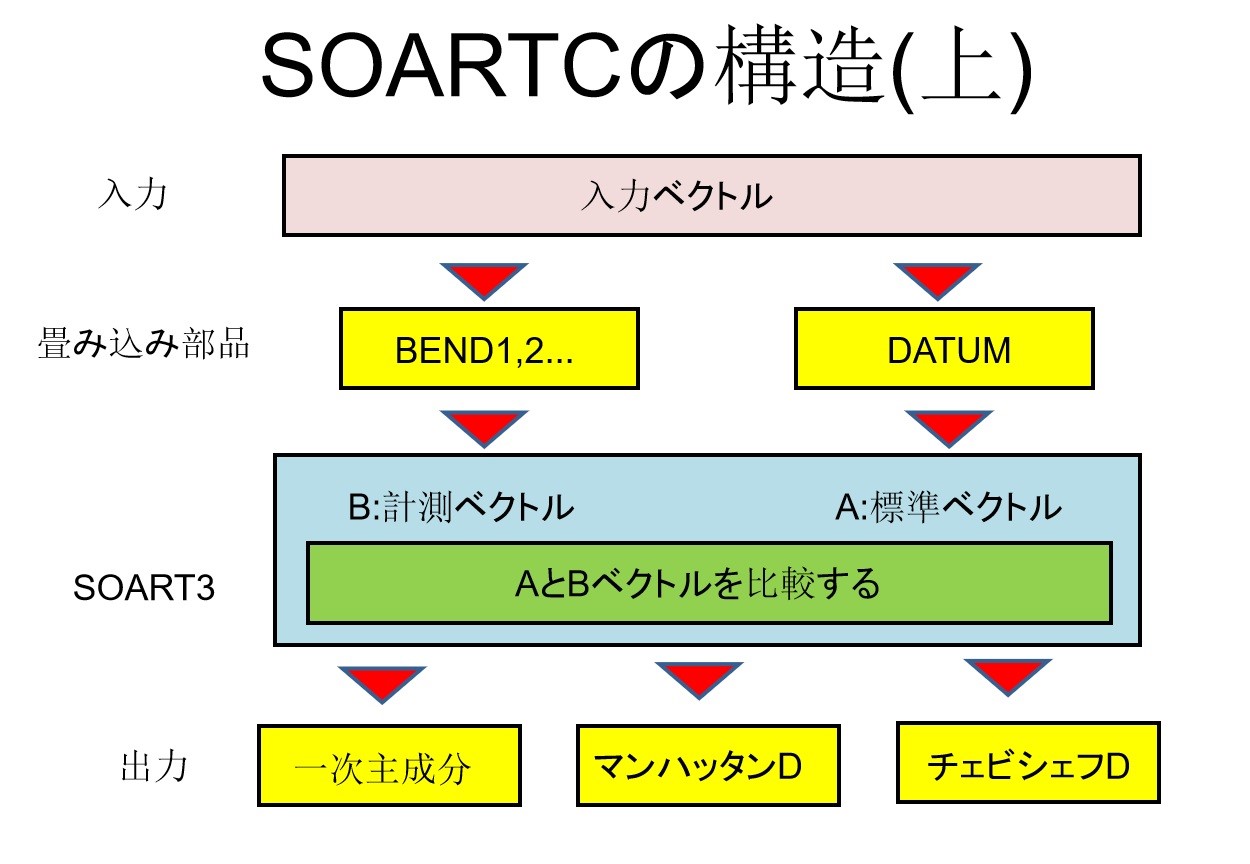 SOARTCの構造(上)
入力
入力ベクトル
畳み込み部品
BEND1,2...
DATUM
B:計測ベクトル
A:標準ベクトル
SOART3
AとBベクトルを比較する
出力
一次主成分
マンハッタンD
チェビシェフD